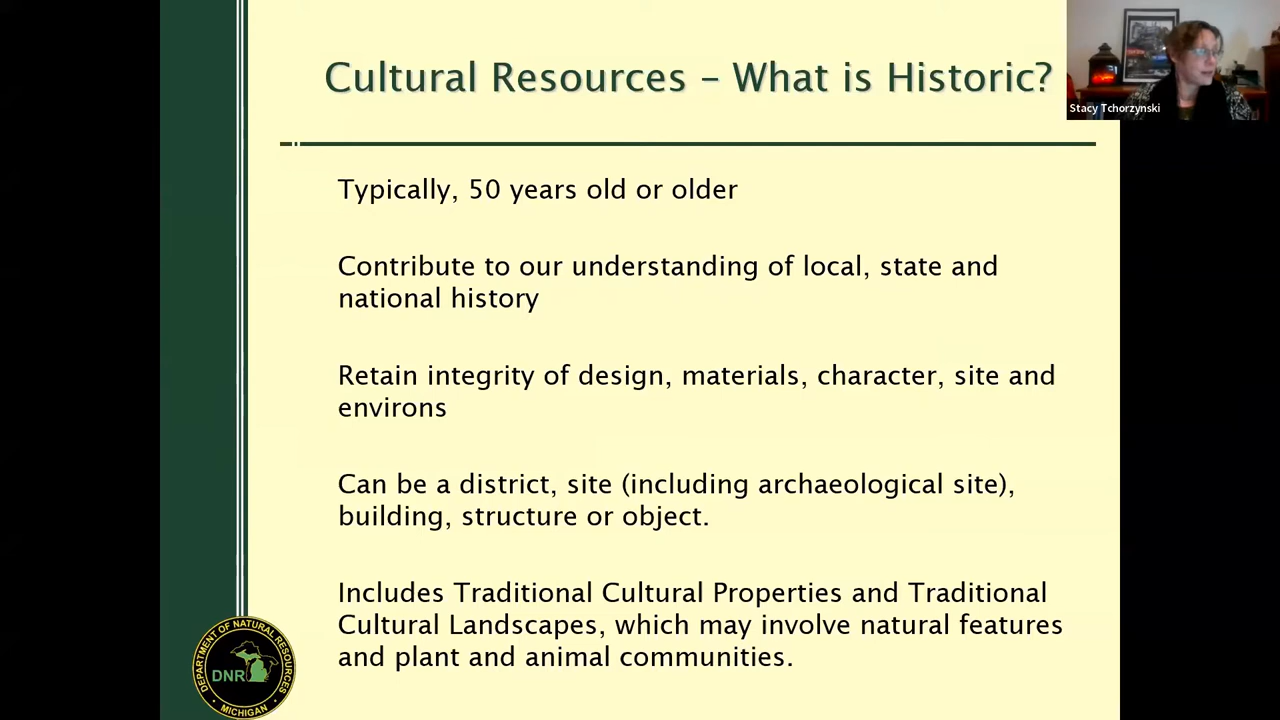 Cultural Resources – What is Historic?
Stacy Tchorzynski
Typically, 50 years old or older
Contribute to our understanding of local, state and
national history
Retain integrity of design, materials, character, site and
environs
Can be a district, site (including archaeological site),
building, structure or object.
Includes Traditional Cultural Properties and Traditional
Cultural Landscapes, which may involve natural features
and plant and animal communities.
DEPARTMENT OF NATURAL RESOURCES
DNR
MICHIGAN